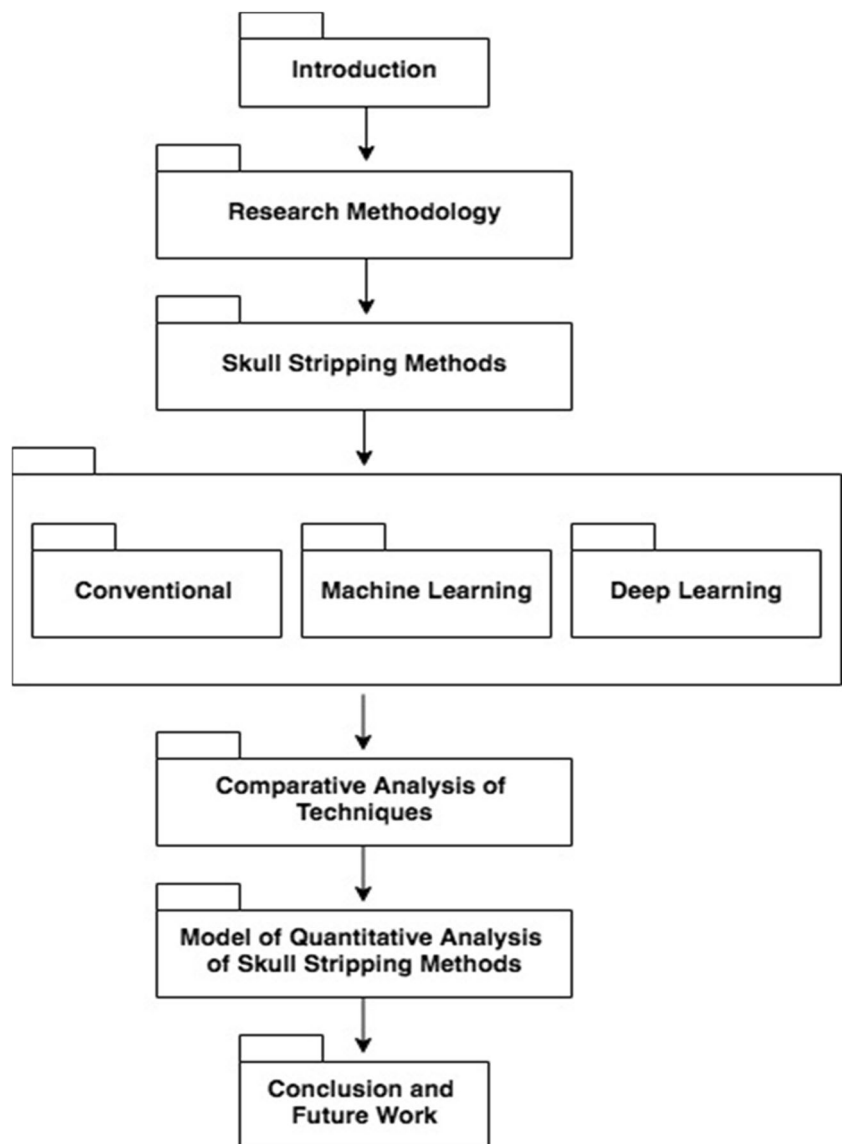 Introduction
Research Methodology
Skull Stripping Methods
Conventional
Machine Learning
Deep Learning
Comparative Analysis of
Techniques
Model of Quantitative Analysis
of Skull Stripping Methods
Conclusion and
Future Work